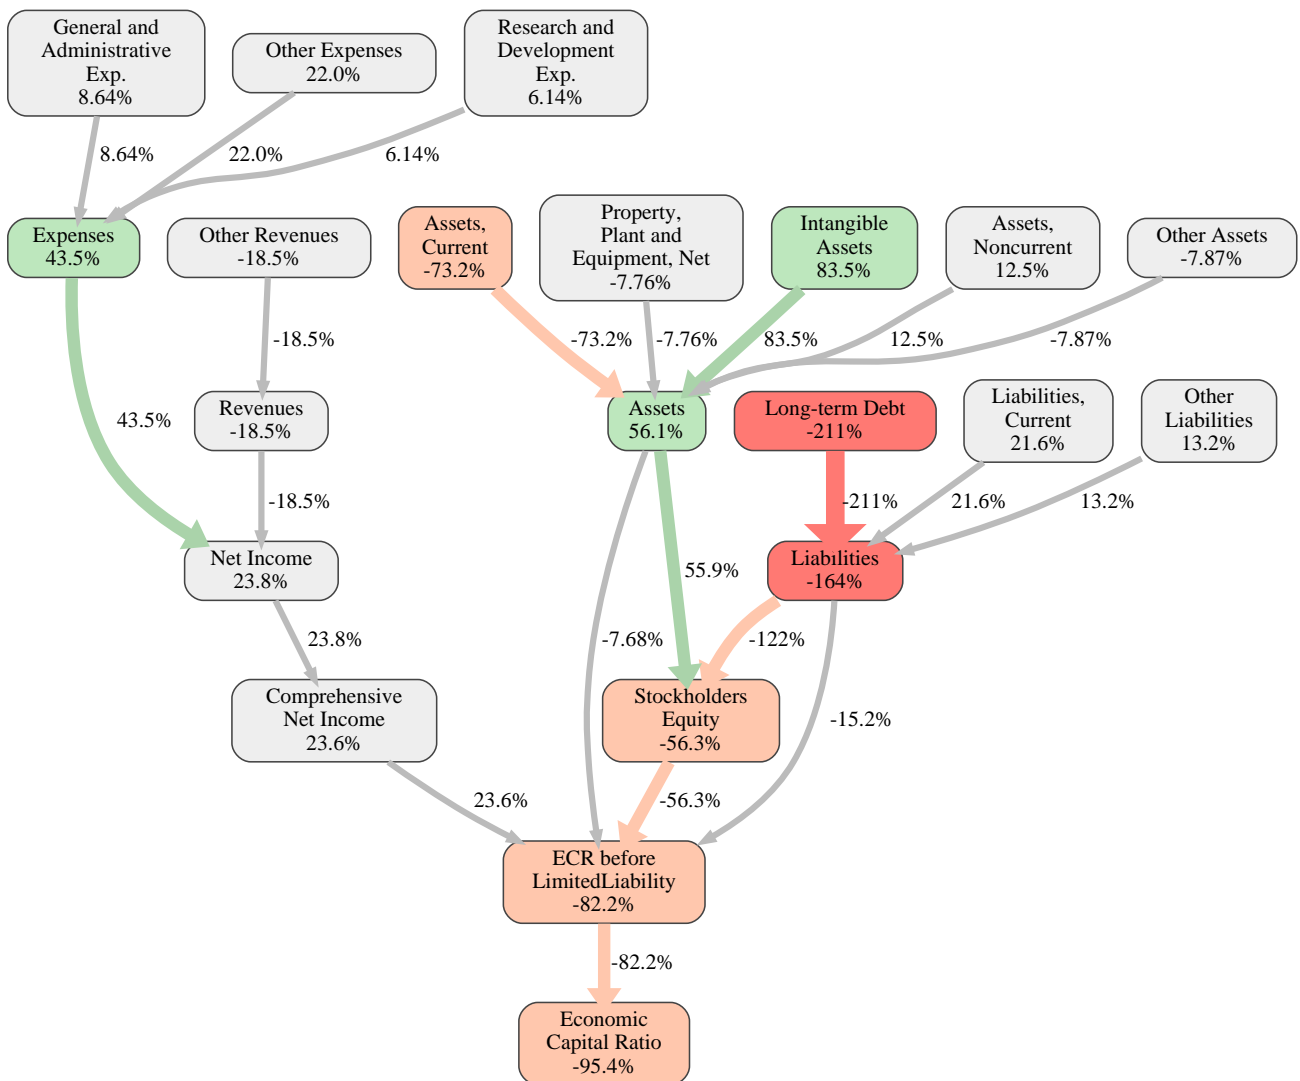 General and
Administrative
Exp.
8.64%
Other Expenses
22.0%
Research and
Development
Exp.
6.14%
8.64%
22.0%
6.14%
Expenses
43.5%
Other Revenues
-18.5%
Assets,
Current
-73.2%
Property,
Plant and
Equipment, Net
-7.76%
Intangible
Assets
83.5%
Assets,
Noncurrent
12.5%
Other Assets
-7.87%
-18.5%
-73.2%
-7.76%
83.5%
12.5%
-7.87%
43.5%
Revenues
-18.5%
Assets
56.1%
Long-term Debt
-211%
Liabilities,
Current
21.6%
Other
Liabilities
13.2%
-18.5%
-211%
21.6%
13.2%
Net Income
23.8%
55.9%
Liabilities
-164%
23.8%
-7.68%
-122%
Comprehensive
Net Income
23.6%
Stockholders
Equity
-56.3%
-15.2%
23.6%
-56.3%
ECR before
LimitedLiability
-82.2%
-82.2%
Economic
Capital Ratio
-95.4%